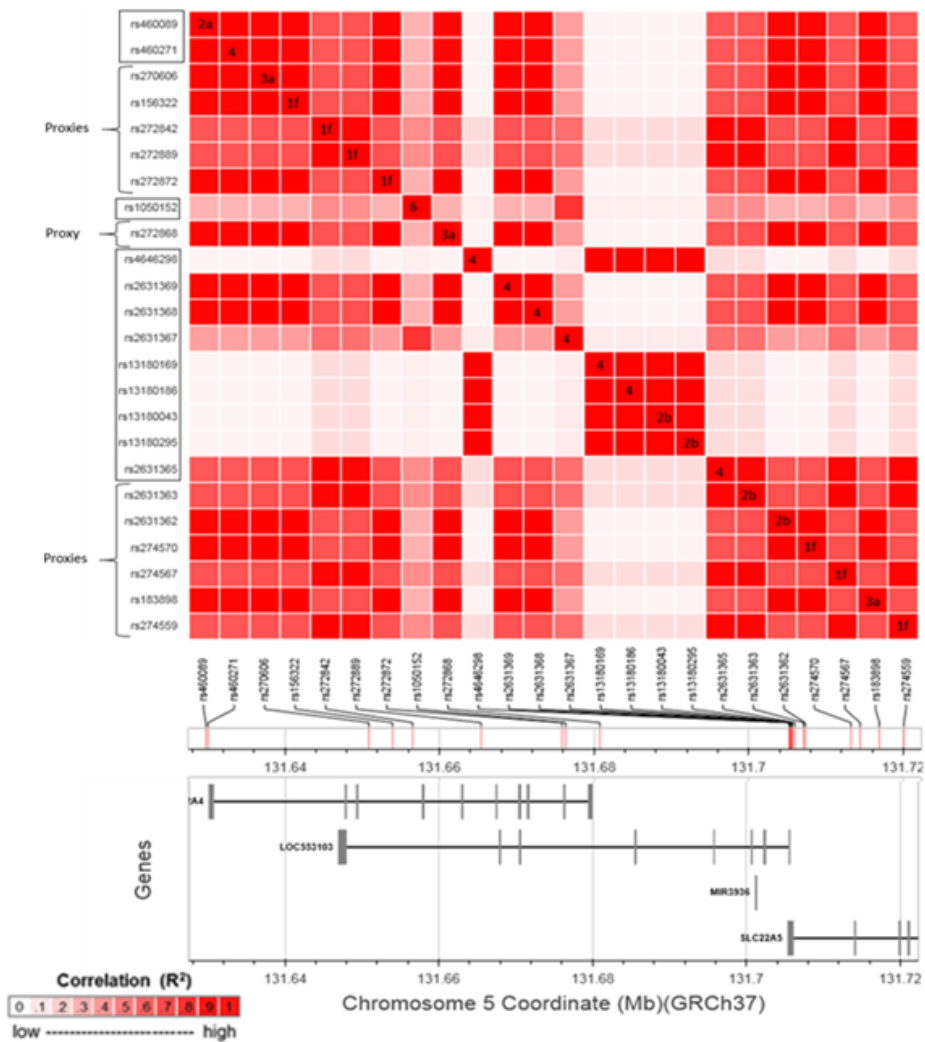 rs460089 2a
rs460271 4
rs270606 3a
rs156322 1f
Proxies
rs272842 1f
rs272889 1f
rs272872 1f
rs1050152 6
Proxy
rs272868 3a
rs4646298 4
rs2631369 4
rs2631368 4
rs2631367 4
rs13180169 4
rs13180186 4
rs13180043 2b
rs13180295 2b
rs2631365 4
rs2631363 2b
rs2631362 2b
Proxies
rs274570 1f
rs274567 1f
rs183898 3a
rs274559 1f
rs460089 rs460271 rs270606 rs156322 rs272842 rs272889 rs272872 rs1050152 rs272868 rs4646298 rs2631369 rs2631368 rs2631367 rs13180169 rs13180186 rs13180043 rs13180295 rs2631365 rs2631363 rs2631362 rs274570 rs274567 rs183898 rs274559
131.64 131.66 131.68 131.7 131.72
Genes
LOC553103
MIR3936
SLC22A5
131.64 131.66 131.68 131.7 131.72
Chromosome 5 Coordinate (Mb)(GRCh37)
Correlation (R²)
0 .1 .2 .3 .4 .5 .6 .7 .8 .9 1
low high